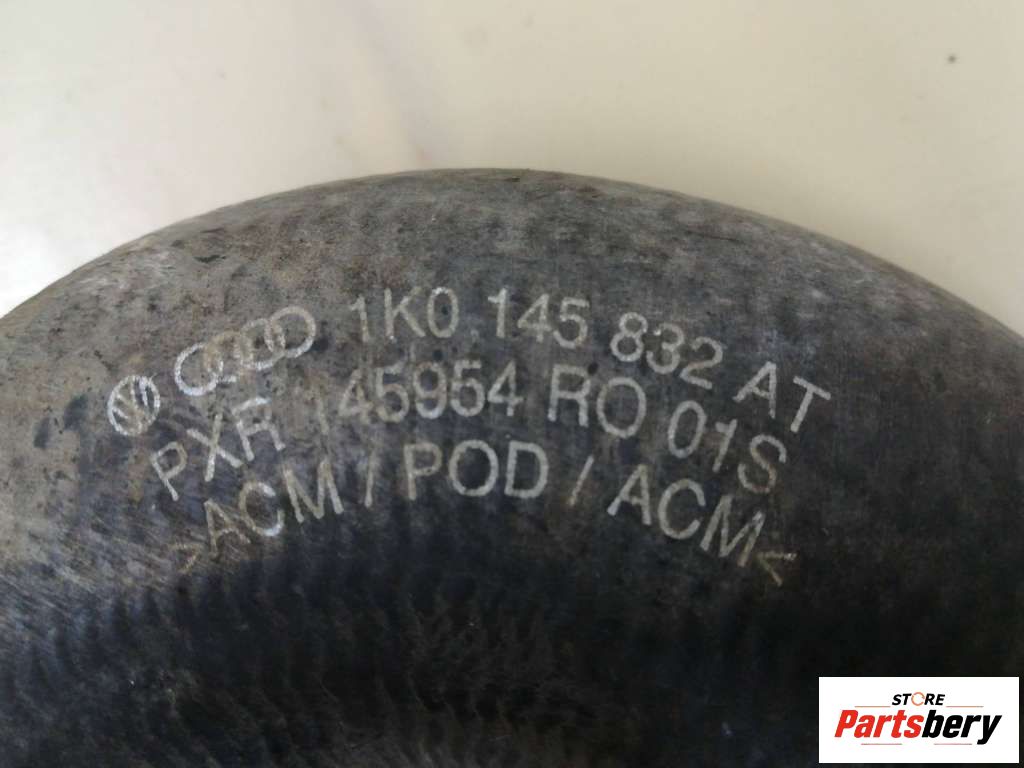 1K0 145 832 AT
PXR 145954 RO 01S
>ACM / POD / ACM<
STORE
Partsbery